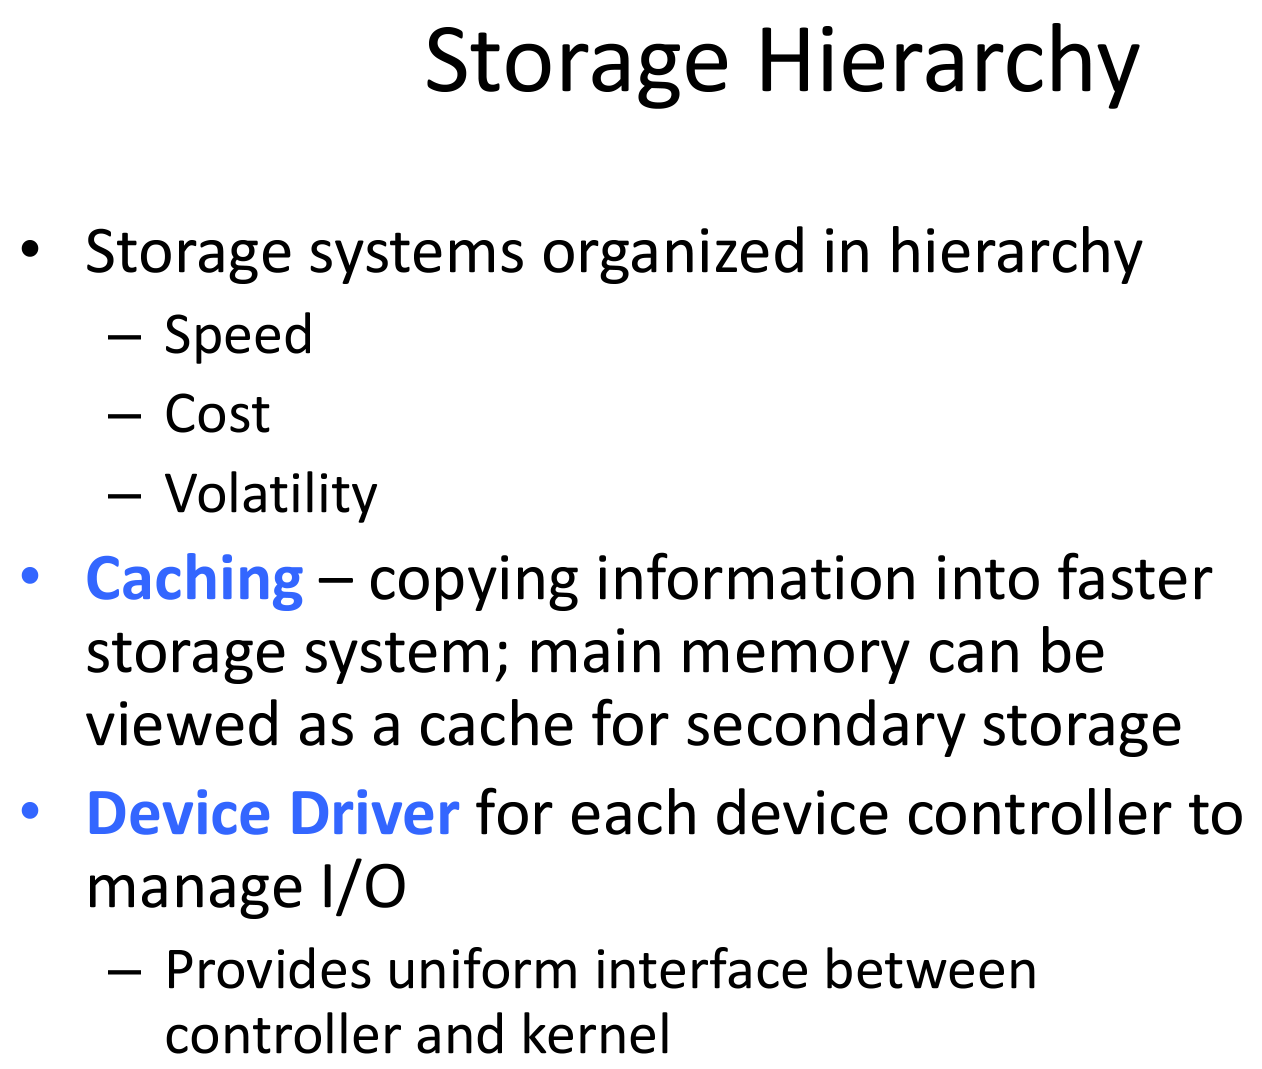 Storage Hierarchy
• Storage systems organized in hierarchy
– Speed
– Cost
– Volatility
• Caching – copying information into faster
storage system; main memory can be
viewed as a cache for secondary storage
• Device Driver for each device controller to
manage I/O
– Provides uniform interface between
controller and kernel